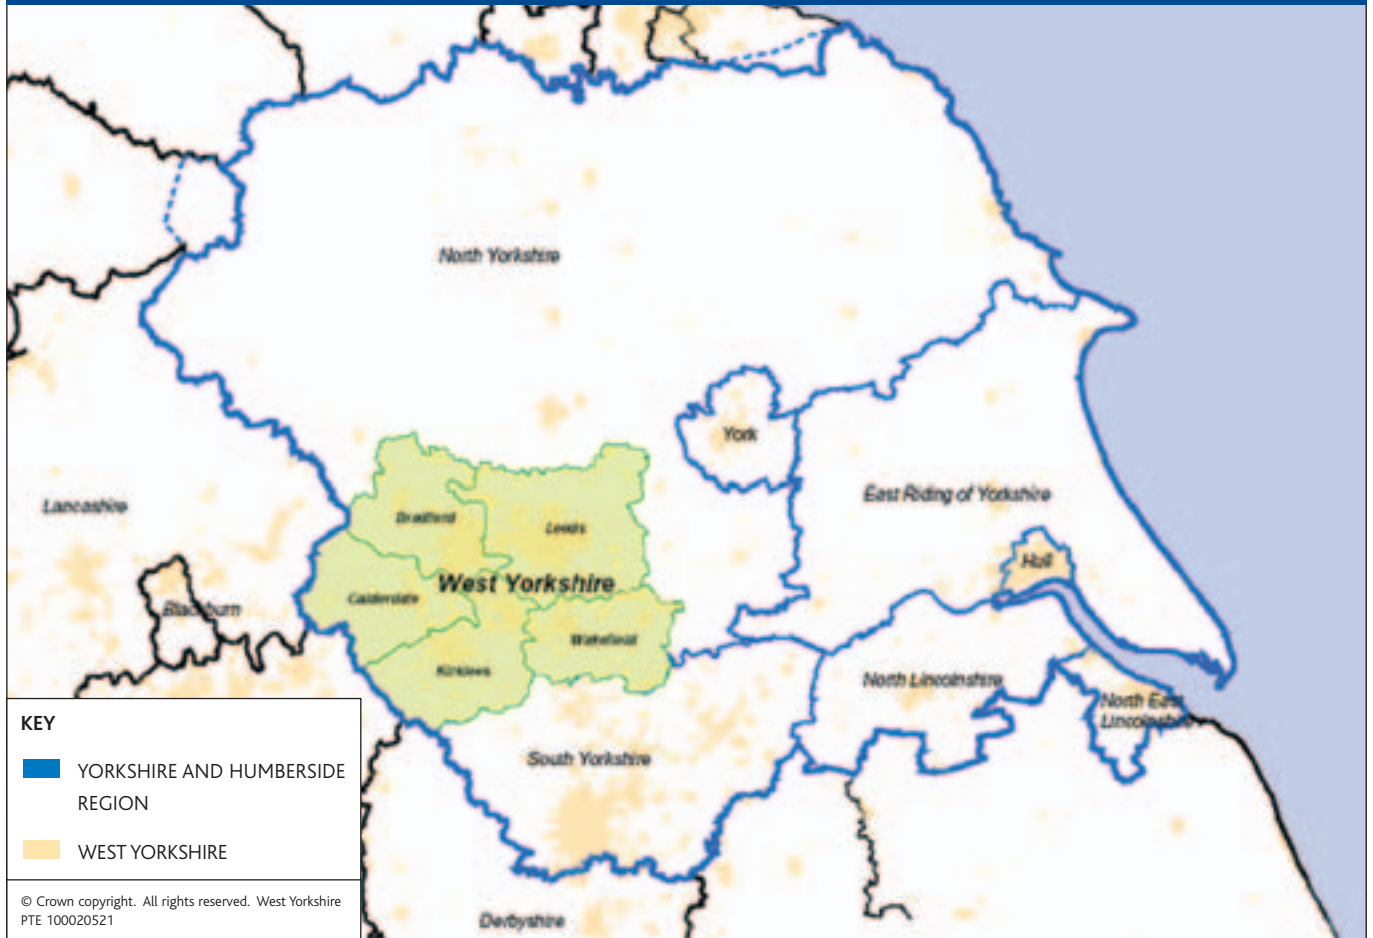 North Yorkshire
York
East Riding of Yorkshire
Lancashire
Bradford
Leeds
Hull
West Yorkshire
Calderdale
Blackburn
Wakefield
Kirklees
North Lincolnshire
North East
Lincolnshire
South Yorkshire
Derbyshire
KEY
YORKSHIRE AND HUMBERSIDE
REGION
WEST YORKSHIRE
© Crown copyright. All rights reserved. West Yorkshire
PTE 100020521